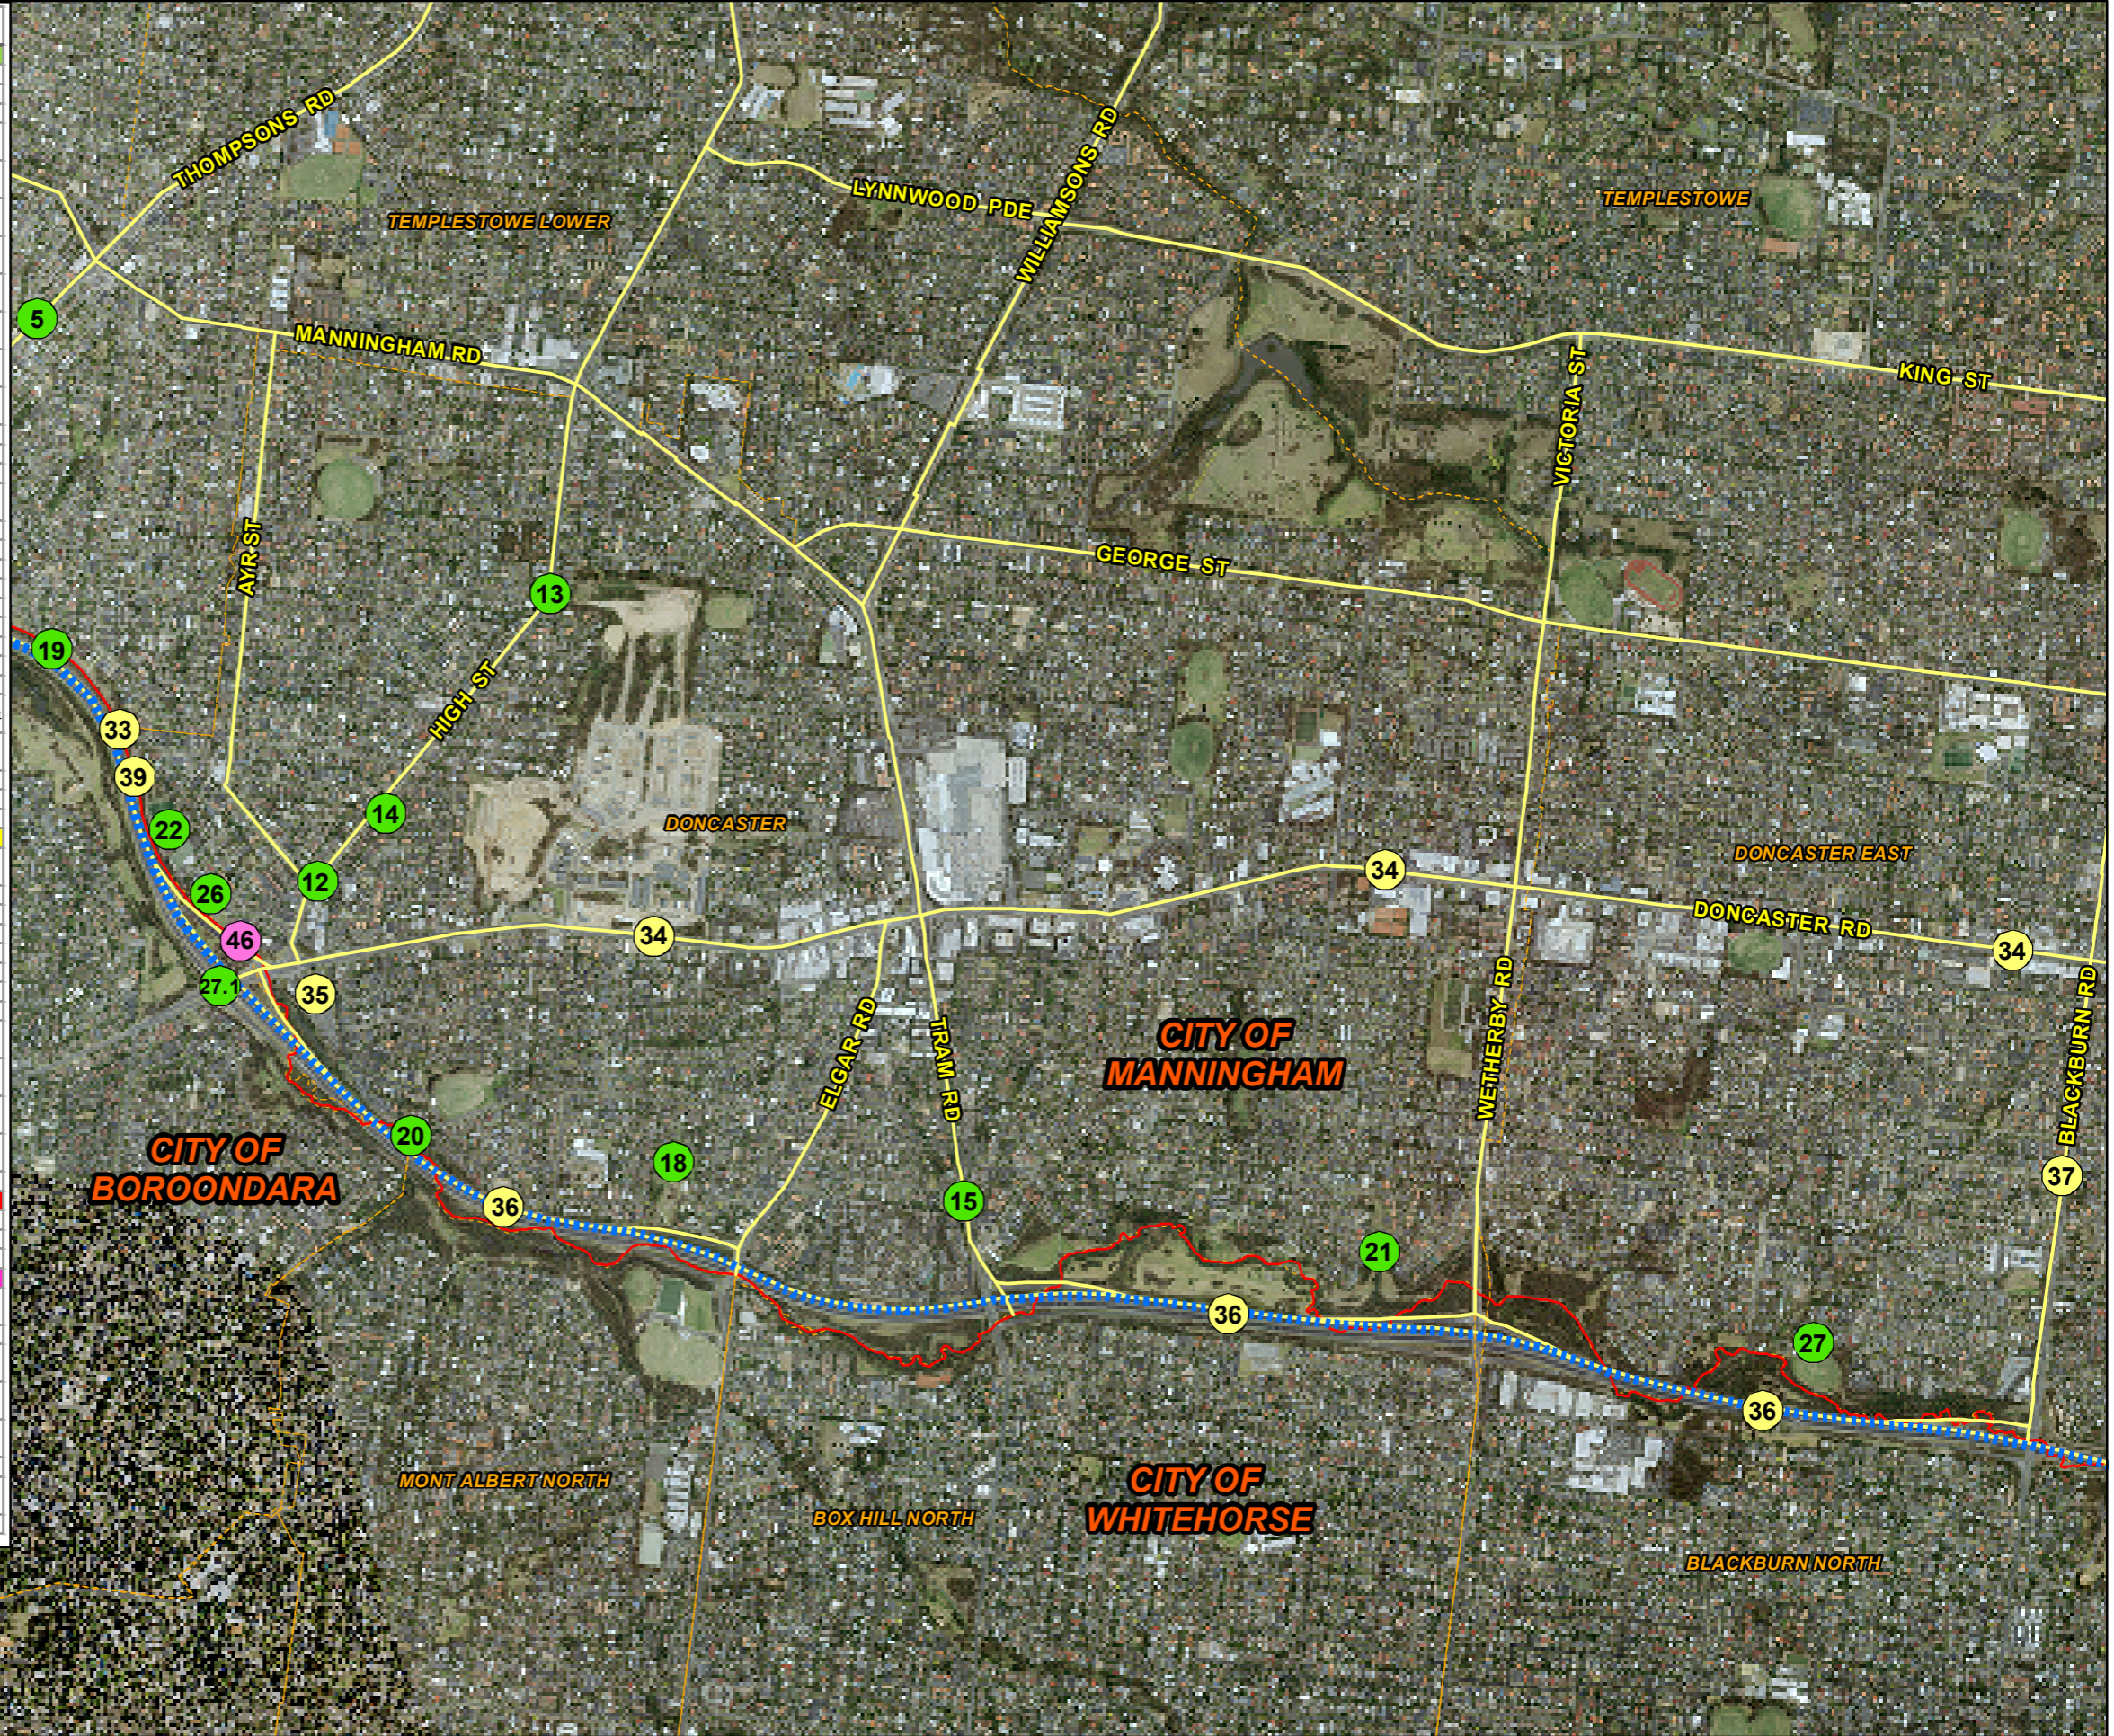 THOMPSONS RD
WILLIAMSONS RD
LYNNWOOD PDE
TEMPLESTOWE
TEMPLESTOWE LOWER
5
MANNINGHAM RD
KING ST
VICTORIA ST
AYR ST
GEORGE ST
13
19
HIGH ST
33
39
14
22
DONCASTER
DONCASTER EAST
34
12
26
DONCASTER RD
34
46
34
27.1
35
WETHERBY RD
ELGAR RD
TRAM RD
CITY OF
MANNINGHAM
BLACKBURN RD
20
CITY OF
BOROONDARA
18
37
15
36
21
36
27
36
MONT ALBERT NORTH
CITY OF
WHITEHORSE
BOX HILL NORTH
BLACKBURN NORTH